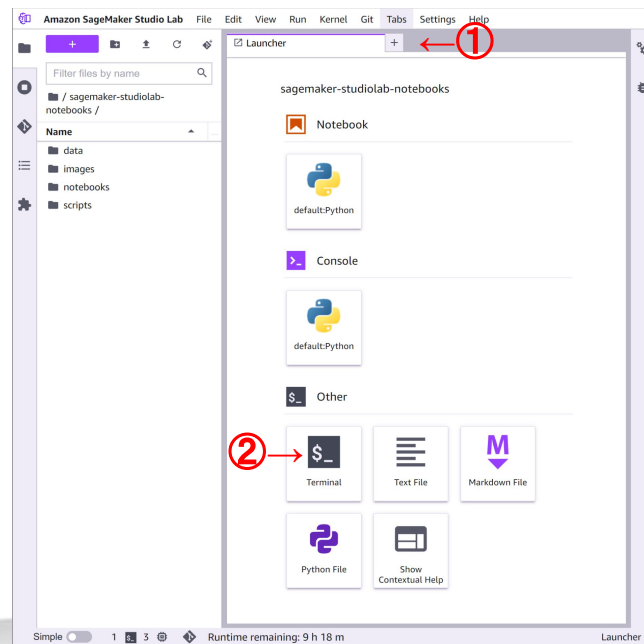 Amazon SageMaker Studio Lab File Edit View Run Kernel Git Tabs Settings Help
+
Launcher
+
①
Filter files by name
/ sagemaker-studiolab-
notebooks /
Name
...
data
images
notebooks
scripts
sagemaker-studiolab-notebooks
Notebook
default:Python
>_ Console
default:Python
$_ Other
②
$_
Terminal
Text File
M
Markdown File
Python File
Show
Contextual Help
Simple 1 $_ 3 Runtime remaining: 9 h 18 m Launcher